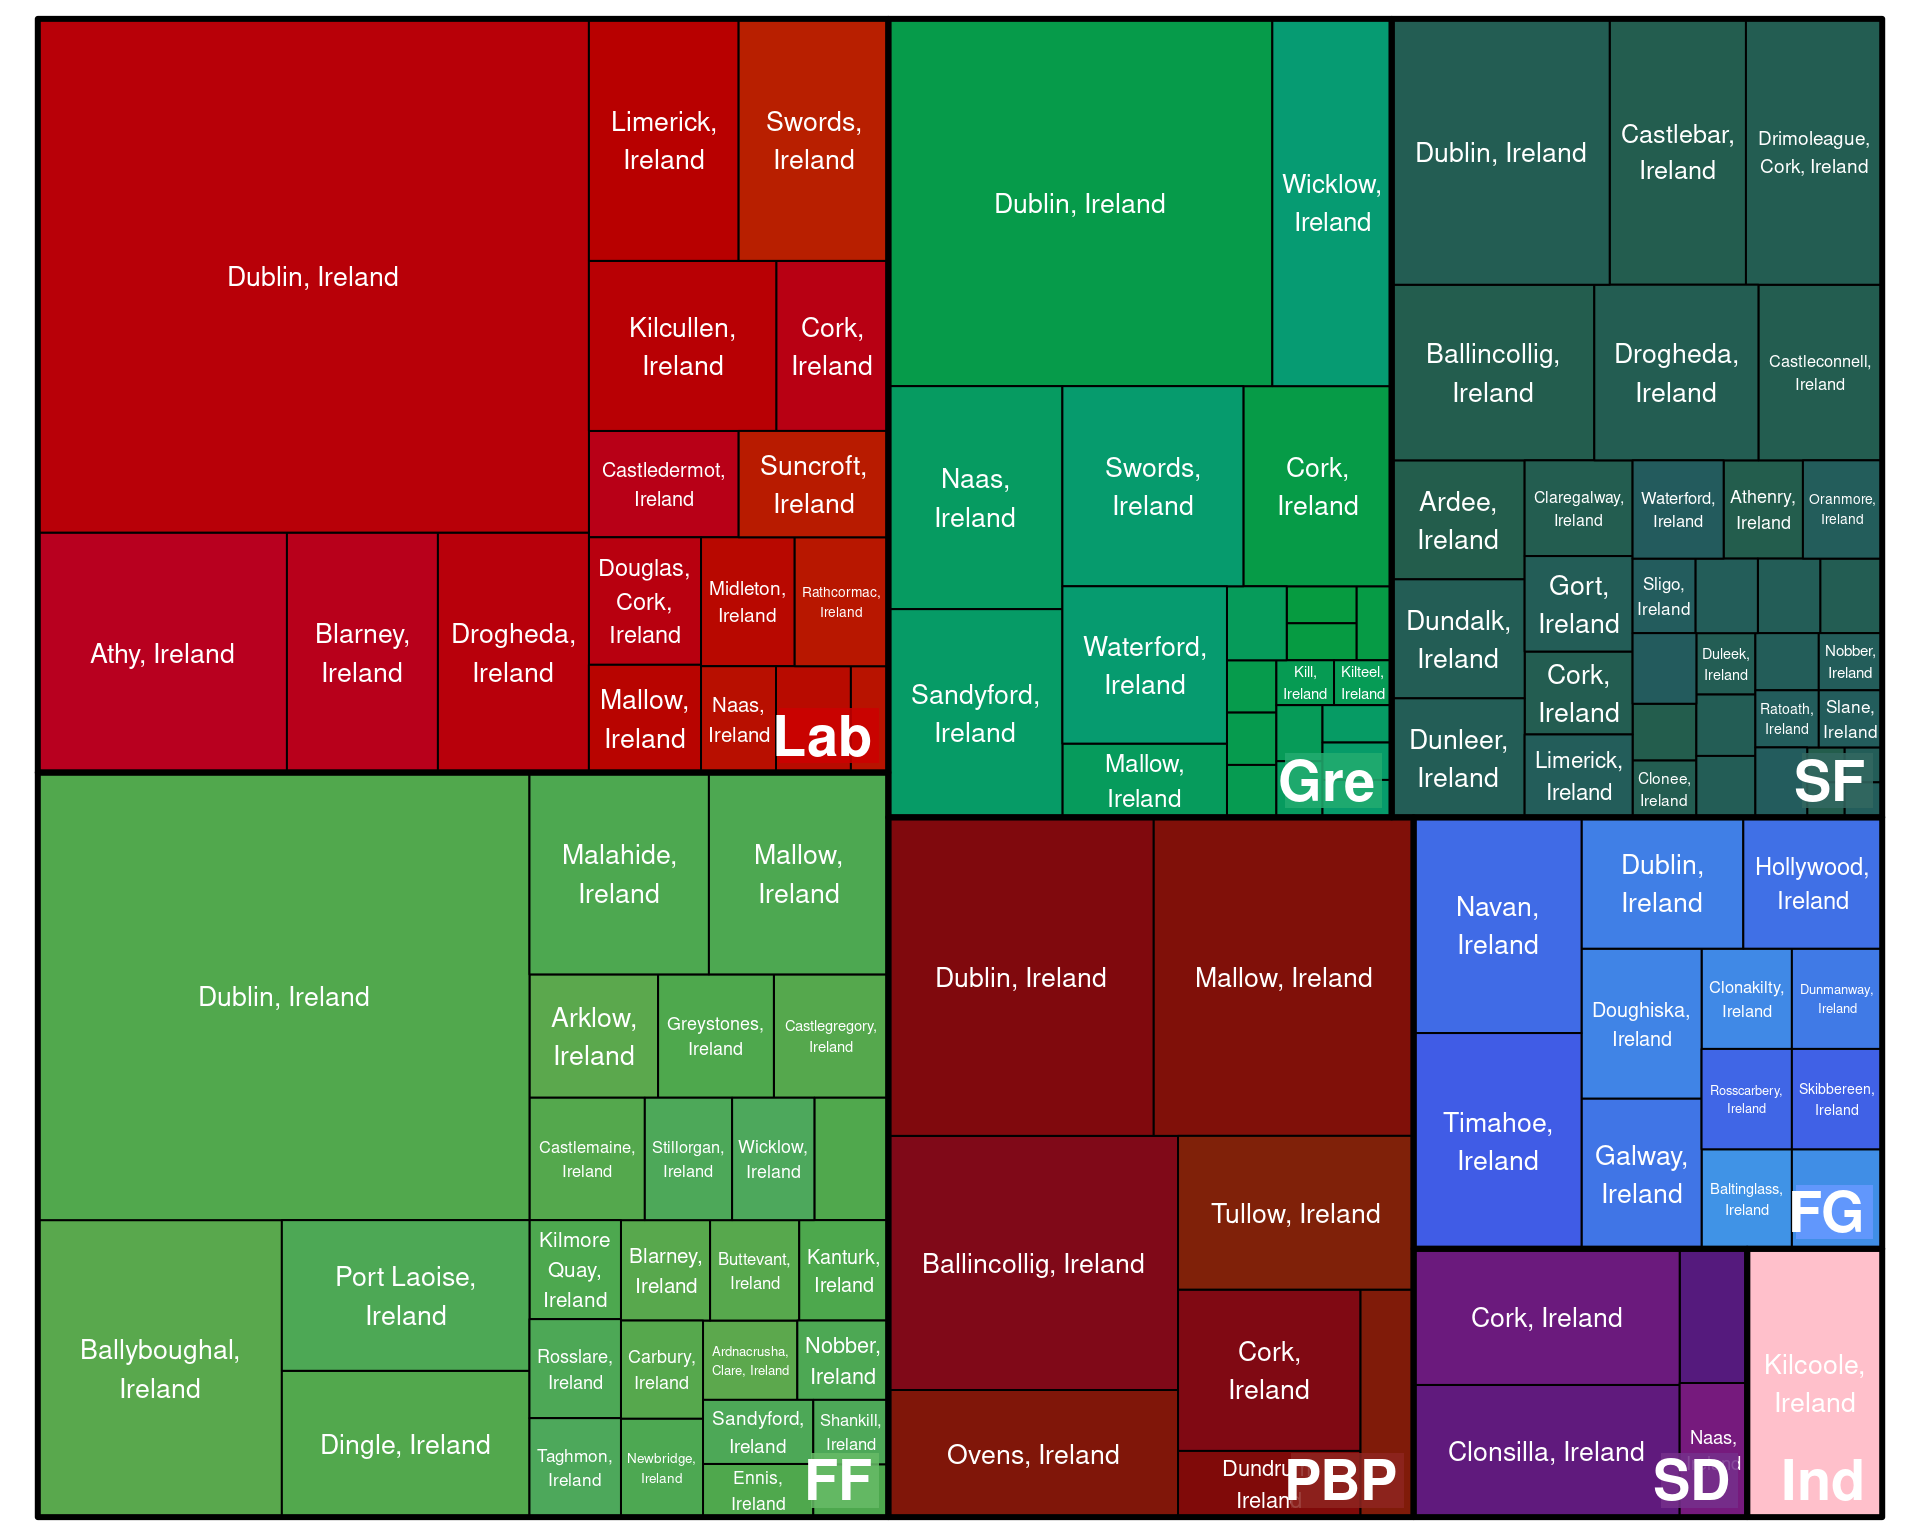 Dublin, Ireland
Limerick,
Ireland
Swords,
Ireland
Kilcullen,
Ireland
Cork,
Ireland
Castledermot,
Ireland
Suncroft,
Ireland
Athy, Ireland
Blarney,
Ireland
Drogheda,
Ireland
Douglas,
Cork,
Ireland
Midleton,
Ireland
Rathcormac,
Ireland
Mallow,
Ireland
Naas,
Ireland
Lab
Dublin, Ireland
Wicklow,
Ireland
Naas,
Ireland
Swords,
Ireland
Cork,
Ireland
Sandyford,
Ireland
Waterford,
Ireland
Mallow,
Ireland
Kill,
Ireland
Kilteel,
Ireland
Gre
Dublin, Ireland
Castlebar,
Ireland
Drimoleague,
Cork, Ireland
Ballincollig,
Ireland
Drogheda,
Ireland
Castleconnell,
Ireland
Ardee,
Ireland
Dundalk,
Ireland
Dunleer,
Ireland
Claregalway,
Ireland
Gort,
Ireland
Cork,
Ireland
Limerick,
Ireland
Waterford,
Ireland
Athenry,
Ireland
Oranmore,
Ireland
Sligo,
Ireland
Clonee,
Ireland
Duleek,
Ireland
Nobber,
Ireland
Ratoath,
Ireland
Slane,
Ireland
SF
Dublin, Ireland
Malahide,
Ireland
Mallow,
Ireland
Arklow,
Ireland
Greystones,
Ireland
Castlegregory,
Ireland
Castlemaine,
Ireland
Stillorgan,
Ireland
Wicklow,
Ireland
Ballyboughal,
Ireland
Port Laoise,
Ireland
Dingle, Ireland
Kilmore
Quay,
Ireland
Blarney,
Ireland
Buttevant,
Ireland
Kanturk,
Ireland
Rosslare,
Ireland
Carbury,
Ireland
Ardnacrusha,
Clare, Ireland
Nobber,
Ireland
Taghmon,
Ireland
Newbridge,
Ireland
Sandyford,
Ireland
Shankill,
Ireland
Ennis,
Ireland
FF
Dublin, Ireland
Mallow, Ireland
Ballincollig, Ireland
Tullow, Ireland
Cork,
Ireland
Ovens, Ireland
Ireland
PBP
Navan,
Ireland
Dublin,
Ireland
Hollywood,
Ireland
Timahoe,
Ireland
Doughiska,
Ireland
Clonakilty,
Ireland
Dunmanway,
Ireland
Rosscarbery,
Ireland
Skibbereen,
Ireland
Galway,
Ireland
Baltinglass,
Ireland
FG
Cork, Ireland
Clonsilla, Ireland
Naas,
SD
Kilcoole,
Ireland
Ind